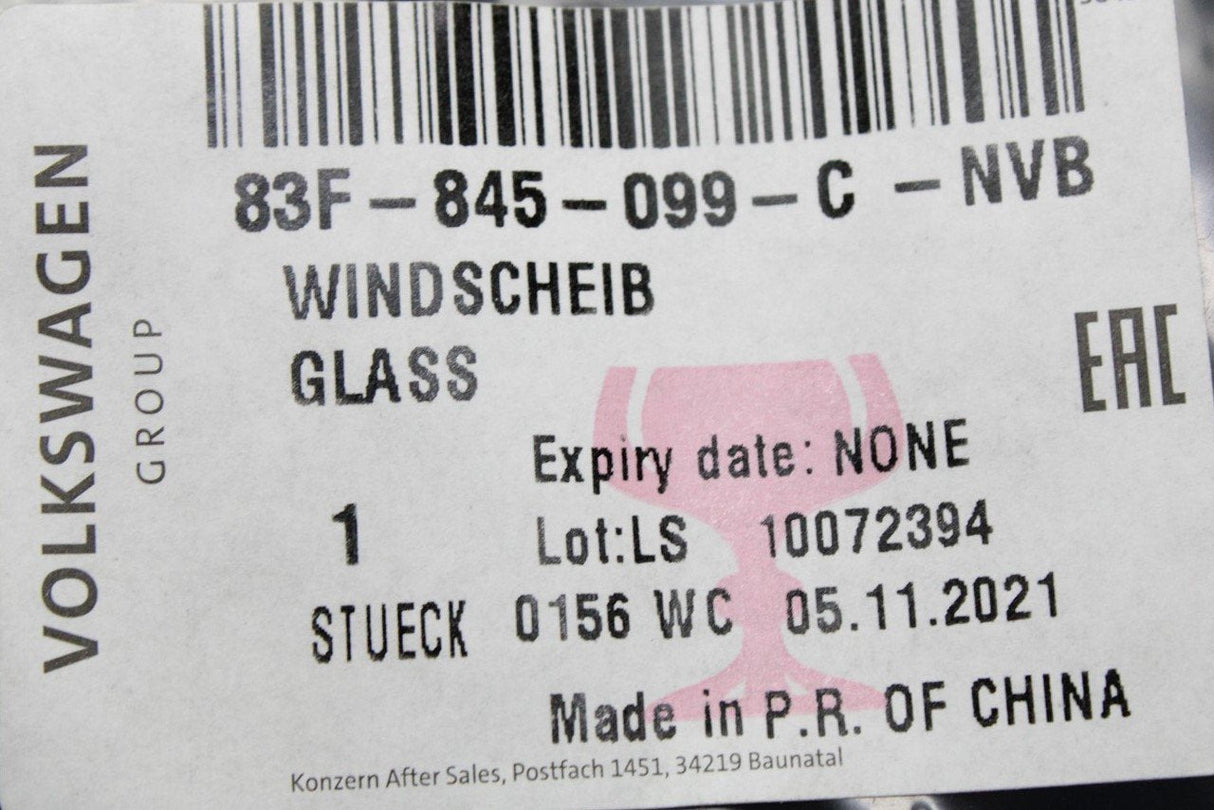 83F-845-099-C -NVB
WINDSCHEIB
GLASS
Expiry date: NONE
1
Lot:LS 10072394
STUECK 0156 WC 05.11.2021
Made in P.R. OF CHINA
Konzern After Sales, Postfach 1451, 34219 Baunatal
VOLKSWAGEN
GROUP
EAC